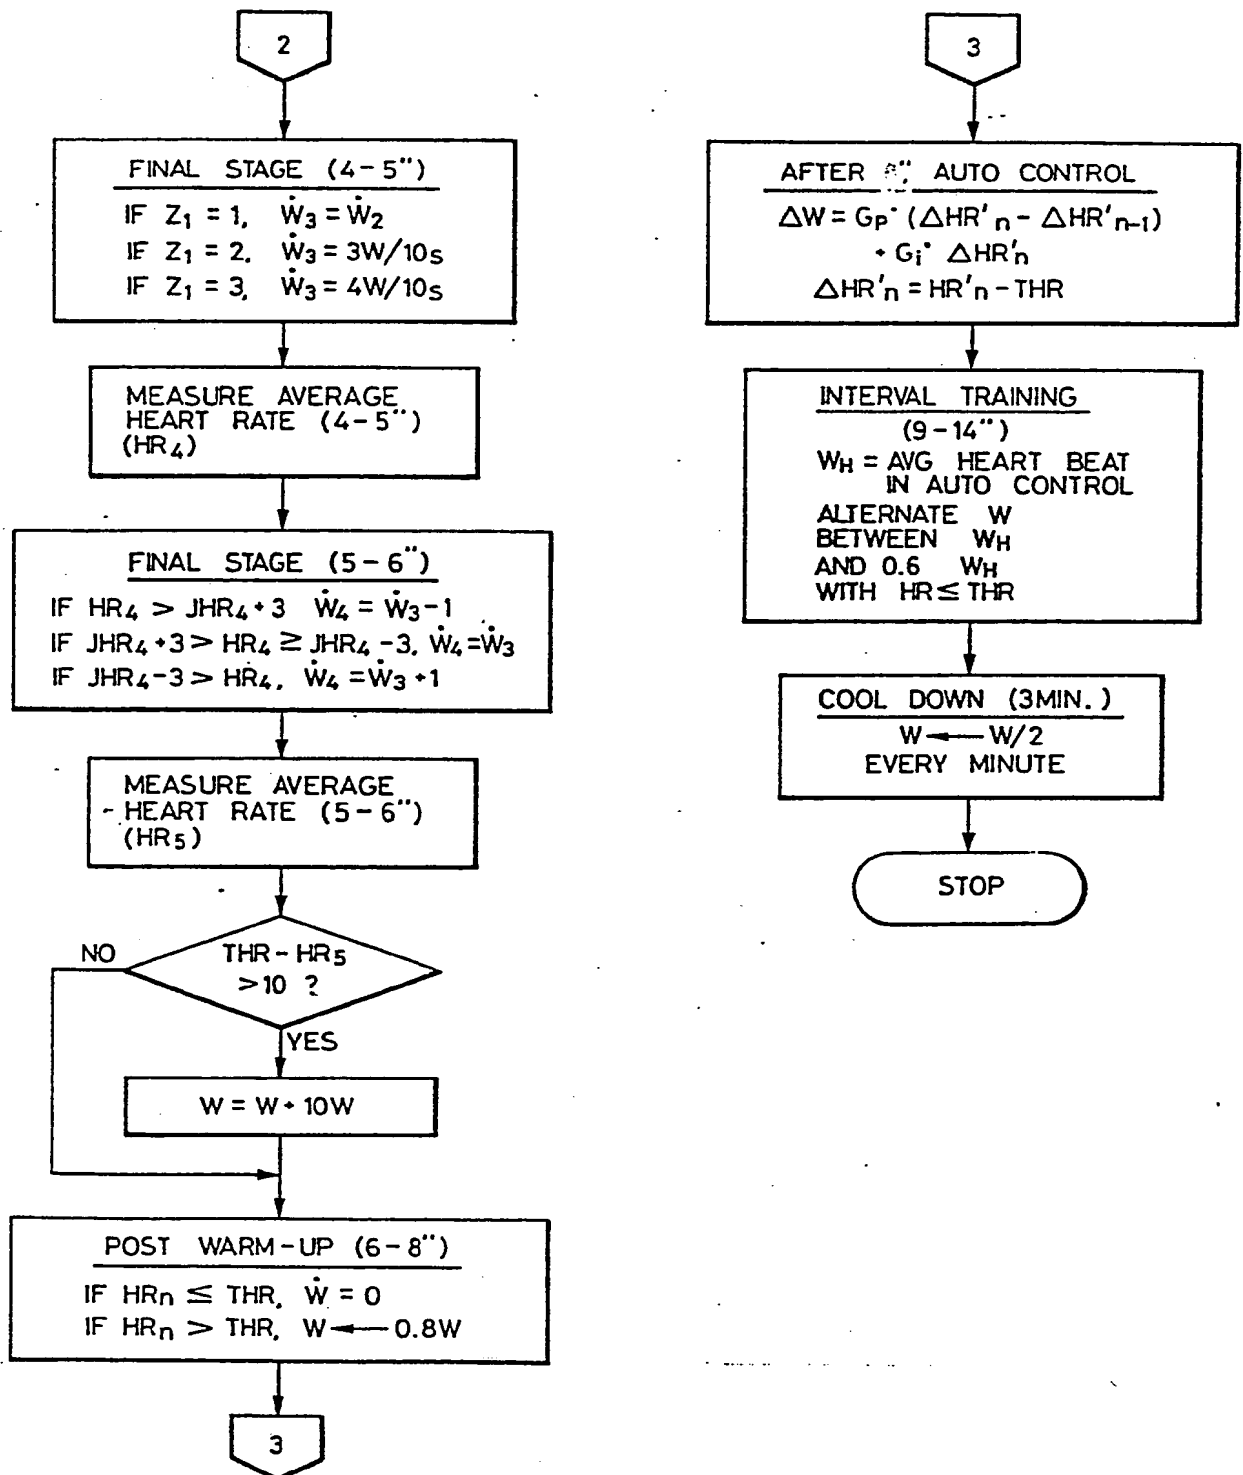 2
FINAL STAGE (4-5")
IF Z1 = 1, Ẇ3 = Ẇ2
IF Z1 = 2, Ẇ3 = 3W/10s
IF Z1 = 3, Ẇ3 = 4W/10s
MEASURE AVERAGE
HEART RATE (4-5")
(HR4)
FINAL STAGE (5-6")
IF HR4 > JHR4+3 Ẇ4 = Ẇ3-1
IF JHR4+3 > HR4 ≧ JHR4-3, Ẇ4=Ẇ3
IF JHR4-3 > HR4, Ẇ4 = Ẇ3+1
MEASURE AVERAGE
HEART RATE (5-6")
(HR5)
THR-HR5
>10 ?
NO
YES
W = W + 10W
POST WARM-UP (6-8")
IF HRn ≦ THR, Ẇ = 0
IF HRn > THR, W ← 0.8W
3
3
AFTER AUTO CONTROL
△W = GP·(△HR'n - △HR'n-1)
+ Gi· △HR'n
△HR'n = HR'n - THR
INTERVAL TRAINING
(9-14")
WH = AVG HEART BEAT
IN AUTO CONTROL
ALTERNATE W
BETWEEN WH
AND 0.6 WH
WITH HR ≦ THR
COOL DOWN (3MIN.)
W ← W/2
EVERY MINUTE
STOP